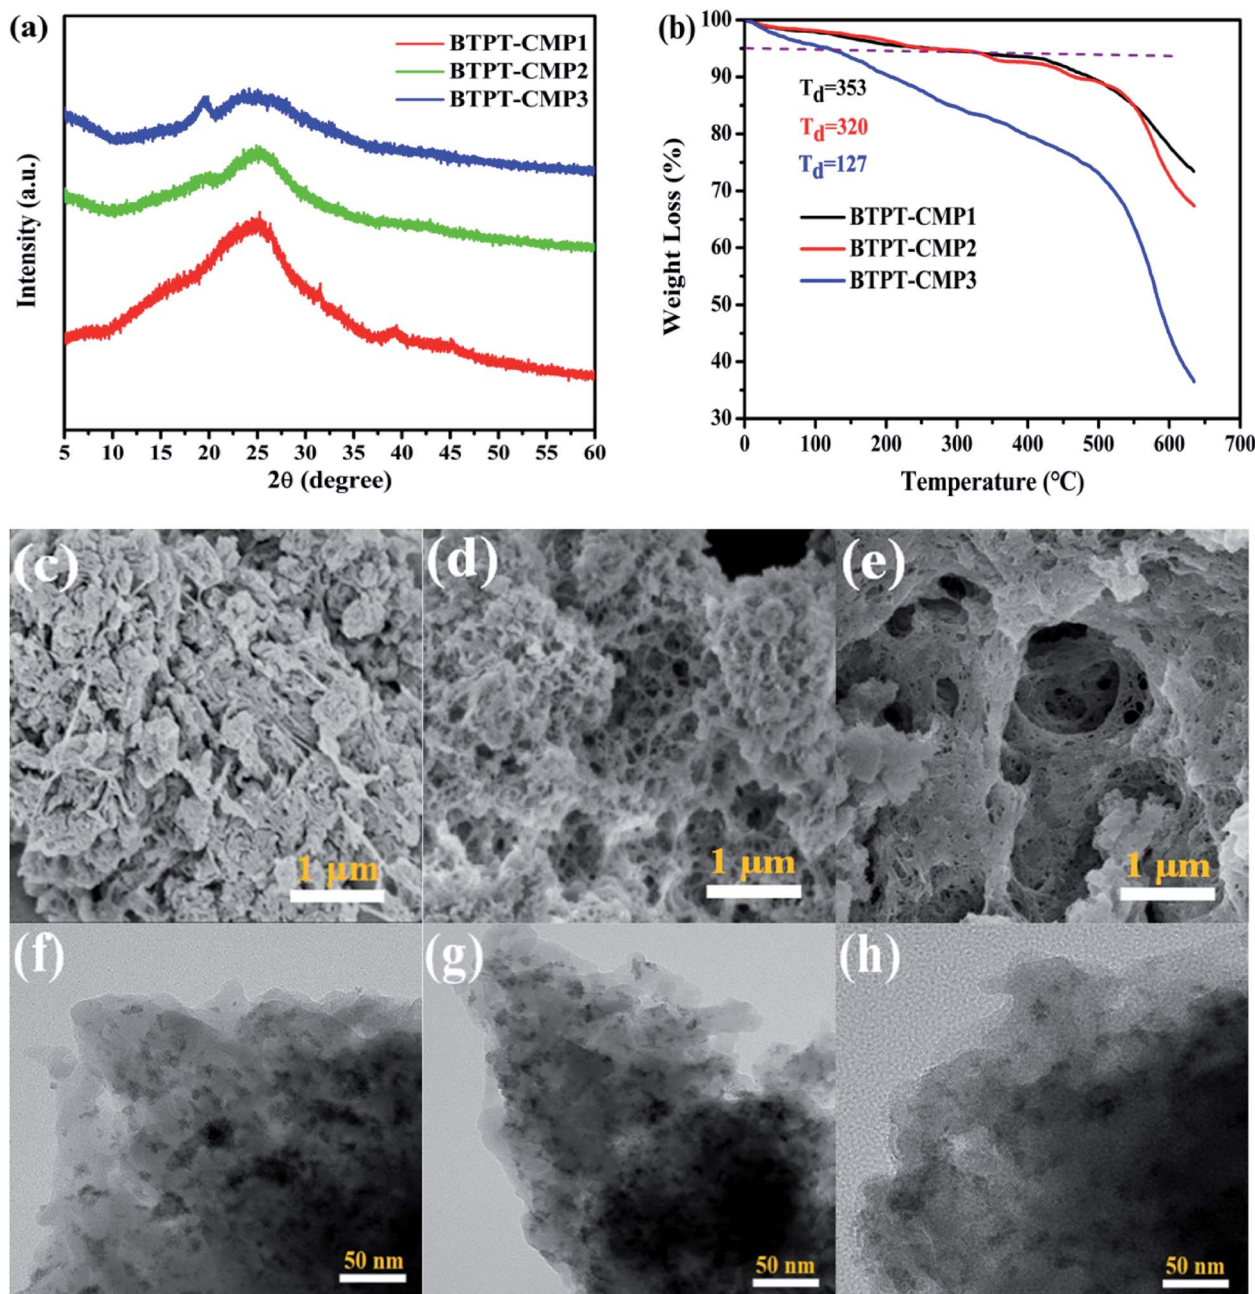 (a)
BTPT-CMP1
BTPT-CMP2
BTPT-CMP3
Intensity (a.u.)
5 10 15 20 25 30 35 40 45 50 55 60
2θ (degree)
(b)
100
90
80
70
60
50
40
30
Weight Loss (%)
Td=353
Td=320
Td=127
BTPT-CMP1
BTPT-CMP2
BTPT-CMP3
0 100 200 300 400 500 600 700
Temperature (°C)
(c)
1 μm
(d)
1 μm
(e)
1 μm
(f)
50 nm
(g)
50 nm
(h)
50 nm